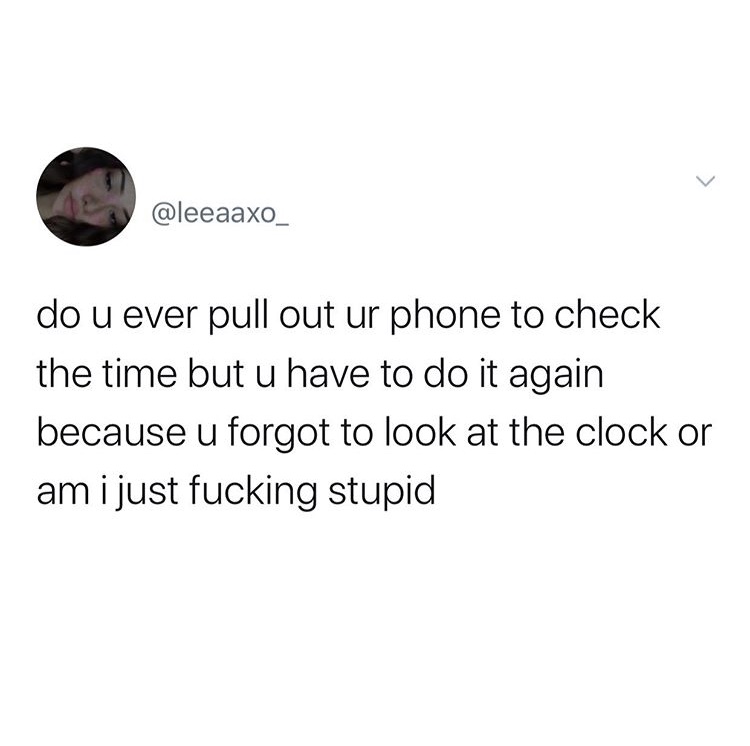 @leeaaxo_
do u ever pull out ur phone to check
the time but u have to do it again
because u forgot to look at the clock or
am i just fucking stupid